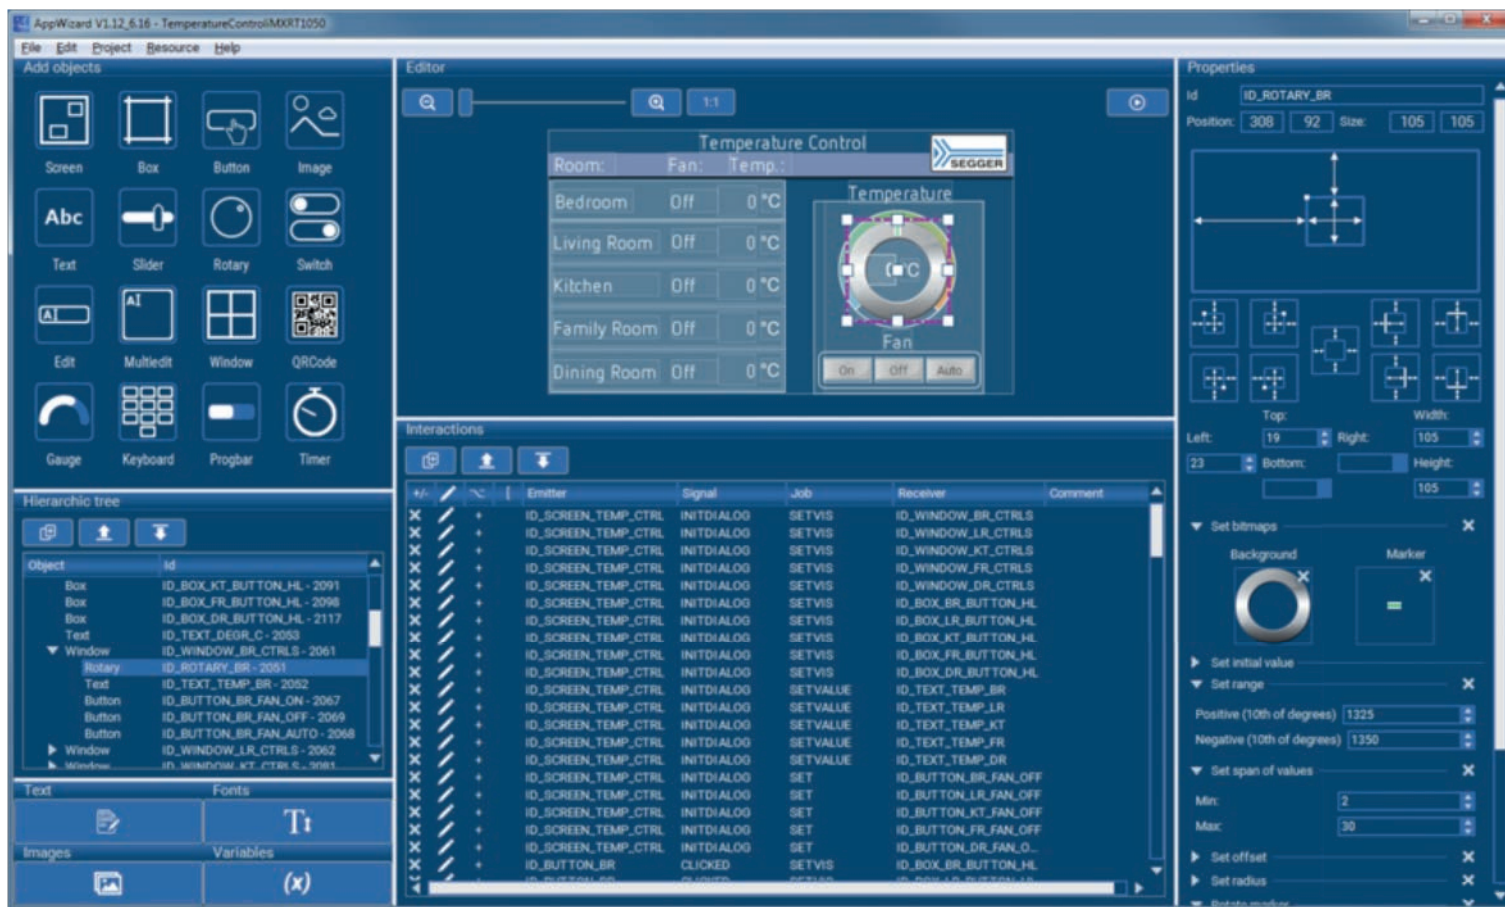 AppWizard V1.12_6.16 - TemperatureControl\iMXRT1050
File Edit Project Resource Help
Add objects
Screen Box Button Image
Abc
Text Slider Rotary Switch
Edit Multiedit Window QRCode
Gauge Keyboard Progbar Timer
Hierarchic tree
Object Id
Box ID_BOX_KT_BUTTON_HL - 2091
Box ID_BOX_FR_BUTTON_HL - 2098
Box ID_BOX_DR_BUTTON_HL - 2117
Text ID_TEXT_DEGR_C - 2053
Window ID_WINDOW_BR_CTRLS - 2061
Rotary ID_ROTARY_BR - 2051
Text ID_TEXT_TEMP_BR - 2052
Button ID_BUTTON_BR_FAN_ON - 2067
Button ID_BUTTON_BR_FAN_OFF - 2069
Button ID_BUTTON_BR_FAN_AUTO - 2068
Window ID_WINDOW_LR_CTRLS - 2062
Window ID_WINDOW_KT_CTRLS - 2081
Text Fonts
Images Variables
(x)
Editor
1:1
Temperature Control
SEGGER
Room: Fan: Temp.:
Bedroom Off 0 °C
Living Room Off 0 °C
Kitchen Off 0 °C
Family Room Off 0 °C
Dining Room Off 0 °C
Temperature
Fan
On Off Auto
Interactions
+/- Emitter Signal Job Receiver Comment
ID_SCREEN_TEMP_CTRL INITDIALOG SETVIS ID_WINDOW_BR_CTRLS
ID_SCREEN_TEMP_CTRL INITDIALOG SETVIS ID_WINDOW_LR_CTRLS
ID_SCREEN_TEMP_CTRL INITDIALOG SETVIS ID_WINDOW_KT_CTRLS
ID_SCREEN_TEMP_CTRL INITDIALOG SETVIS ID_WINDOW_FR_CTRLS
ID_SCREEN_TEMP_CTRL INITDIALOG SETVIS ID_WINDOW_DR_CTRLS
ID_SCREEN_TEMP_CTRL INITDIALOG SETVIS ID_BOX_BR_BUTTON_HL
ID_SCREEN_TEMP_CTRL INITDIALOG SETVIS ID_BOX_LR_BUTTON_HL
ID_SCREEN_TEMP_CTRL INITDIALOG SETVIS ID_BOX_KT_BUTTON_HL
ID_SCREEN_TEMP_CTRL INITDIALOG SETVIS ID_BOX_FR_BUTTON_HL
ID_SCREEN_TEMP_CTRL INITDIALOG SETVIS ID_BOX_DR_BUTTON_HL
ID_SCREEN_TEMP_CTRL INITDIALOG SETVALUE ID_TEXT_TEMP_BR
ID_SCREEN_TEMP_CTRL INITDIALOG SETVALUE ID_TEXT_TEMP_LR
ID_SCREEN_TEMP_CTRL INITDIALOG SETVALUE ID_TEXT_TEMP_KT
ID_SCREEN_TEMP_CTRL INITDIALOG SETVALUE ID_TEXT_TEMP_FR
ID_SCREEN_TEMP_CTRL INITDIALOG SETVALUE ID_TEXT_TEMP_DR
ID_SCREEN_TEMP_CTRL INITDIALOG SET ID_BUTTON_BR_FAN_OFF
ID_SCREEN_TEMP_CTRL INITDIALOG SET ID_BUTTON_LR_FAN_OFF
ID_SCREEN_TEMP_CTRL INITDIALOG SET ID_BUTTON_KT_FAN_OFF
ID_SCREEN_TEMP_CTRL INITDIALOG SET ID_BUTTON_FR_FAN_OFF
ID_SCREEN_TEMP_CTRL INITDIALOG SET ID_BUTTON_DR_FAN_O...
ID_BUTTON_BR CLICKED SETVIS ID_BOX_BR_BUTTON_HL
Properties
Id ID_ROTARY_BR
Position: 308 92 Size: 105 105
Top: Width:
Left: 19 Right: 105
23 Bottom: Height:
105
Set bitmaps
Background Marker
Set initial value
Set range
Positive (10th of degrees) 1325
Negative (10th of degrees) 1350
Set span of values
Min: 2
Max: 30
Set offset
Set radius
Rotate marker